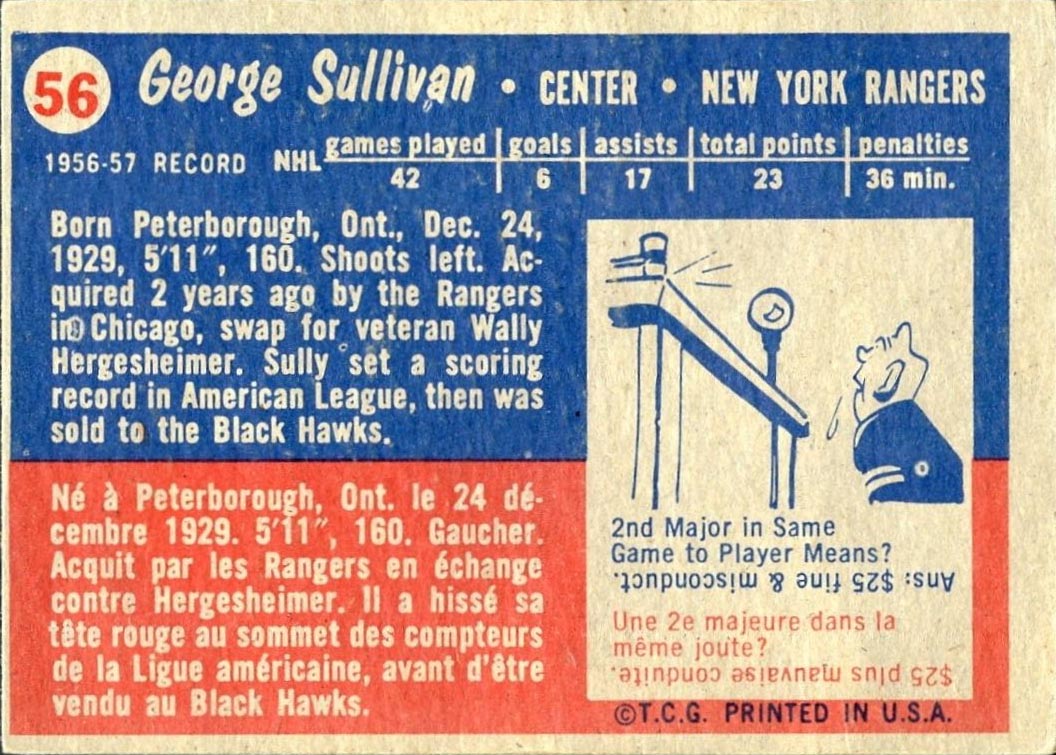 56 George Sullivan • CENTER • NEW YORK RANGERS
games played goals assists total points penalties
1956-57 RECORD NHL 42 6 17 23 36 min.
Born Peterborough, Ont., Dec. 24,
1929, 5'11", 160. Shoots left. Ac-
quired 2 years ago by the Rangers
in Chicago, swap for veteran Wally
Hergesheimer. Sully set a scoring
record in American League, then was
sold to the Black Hawks.
Né à Peterborough, Ont. le 24 dé-
cembre 1929. 5'11", 160. Gaucher.
Acquit par les Rangers en échange
contre Hergesheimer. Il a hissé sa
tête rouge au sommet des compteurs
de la Ligue américaine, avant d'être
vendu au Black Hawks.
2nd Major in Same
Game to Player Means?
Ans: $25 fine & misconduct.
Une 2e majeure dans la
même joute?
$25 plus mauvaise conduite.
©T.C.G. PRINTED IN U.S.A.